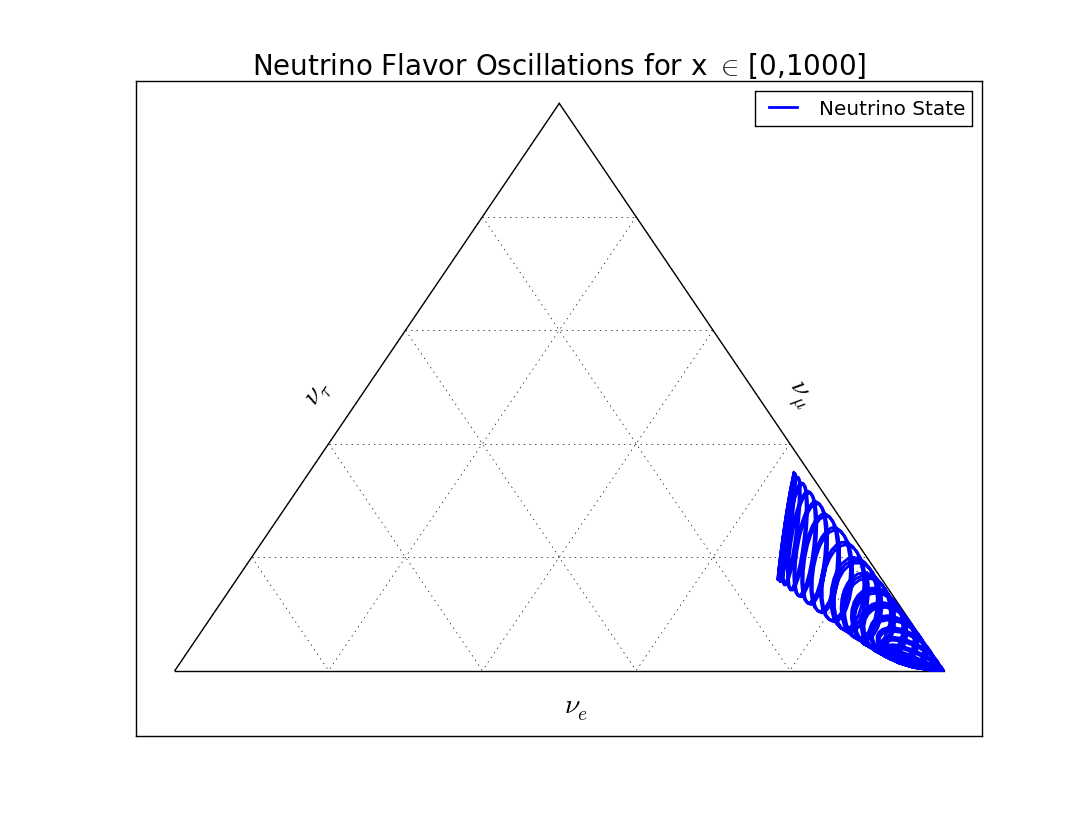 Neutrino Flavor Oscillations for x ∈ [0,1000]
Neutrino State
ν_τ
ν_μ
ν_e